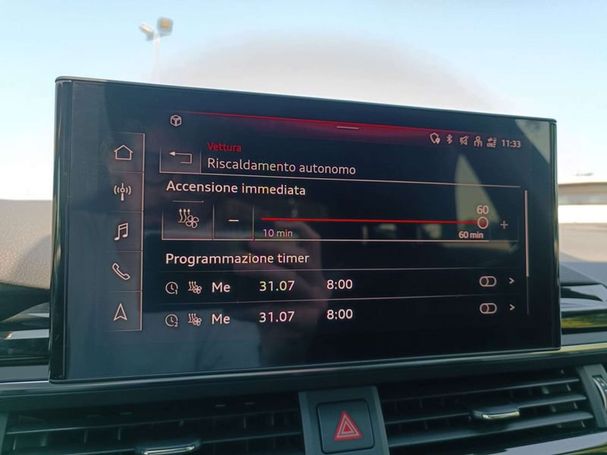 11:33
Vettura
Riscaldamento autonomo
Accensione immediata
60
10 min 60 min
Programmazione timer
Me 31.07 8:00
Me 31.07 8:00